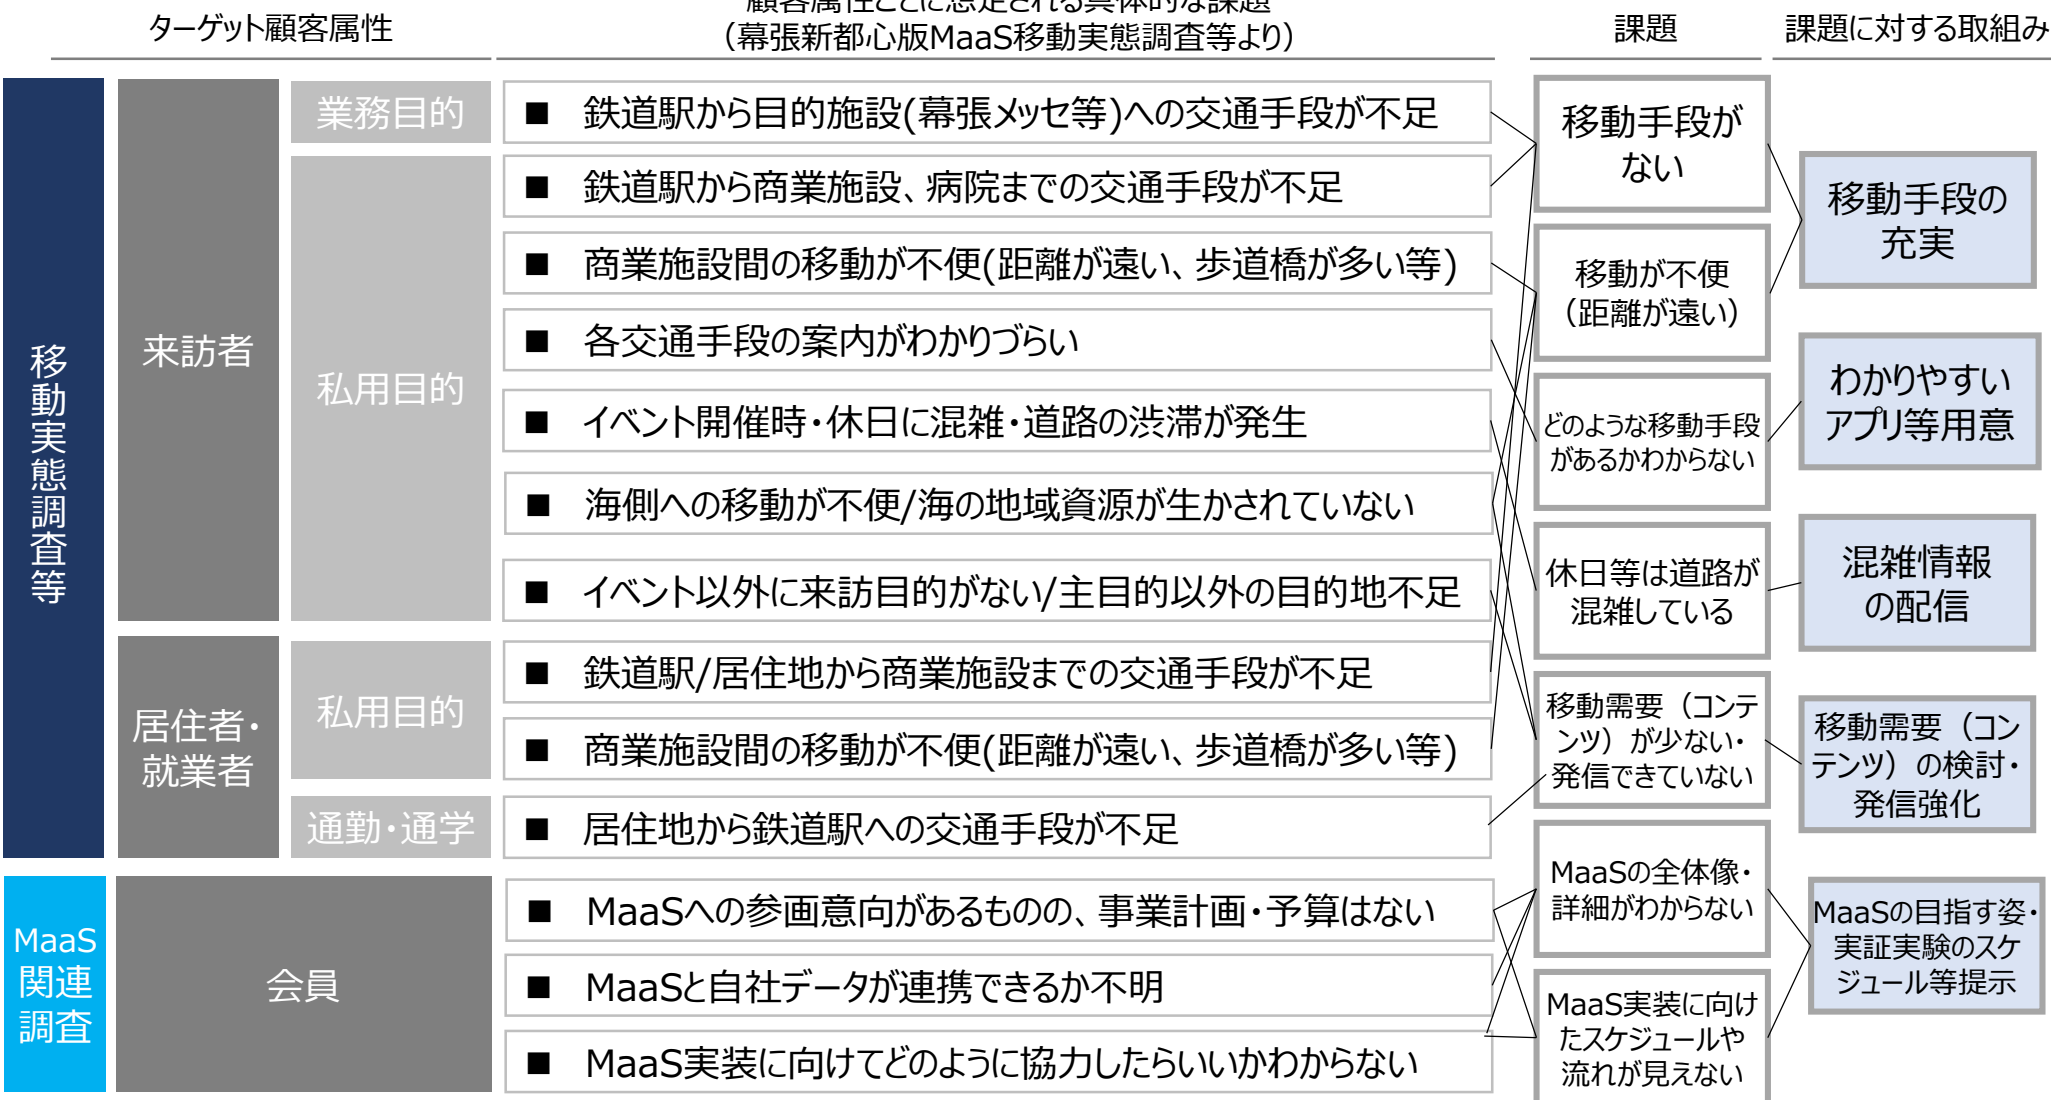 ターゲット顧客属性
顧客属性ごとに想定される具体的な課題
（幕張新都心版MaaS移動実態調査等より）
課題
課題に対する取組み
移動実態調査等
来訪者
業務目的
■ 鉄道駅から目的施設(幕張メッセ等)への交通手段が不足
私用目的
■ 鉄道駅から商業施設、病院までの交通手段が不足
■ 商業施設間の移動が不便(距離が遠い、歩道橋が多い等)
■ 各交通手段の案内がわかりづらい
■ イベント開催時・休日に混雑・道路の渋滞が発生
■ 海側への移動が不便/海の地域資源が生かされていない
■ イベント以外に来訪目的がない/主目的以外の目的地不足
居住者・
就業者
私用目的
■ 鉄道駅/居住地から商業施設までの交通手段が不足
■ 商業施設間の移動が不便(距離が遠い、歩道橋が多い等)
通勤・通学
■ 居住地から鉄道駅への交通手段が不足
MaaS
関連
調査
会員
■ MaaSへの参画意向があるものの、事業計画・予算はない
■ MaaSと自社データが連携できるか不明
■ MaaS実装に向けてどのように協力したらいいかわからない
移動手段が
ない
移動が不便
（距離が遠い）
どのような移動手段
があるかわからない
休日等は道路が
混雑している
移動需要（コンテ
ンツ）が少ない・
発信できていない
MaaSの全体像・
詳細がわからない
MaaS実装に向け
たスケジュールや
流れが見えない
移動手段の
充実
わかりやすい
アプリ等用意
混雑情報
の配信
移動需要（コン
テンツ）の検討・
発信強化
MaaSの目指す姿・
実証実験のスケ
ジュール等提示